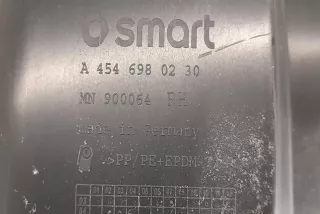 smart
A 454 698 02 30
MN 900064 RH
Made in Germany
>PP/PE+EPDM-